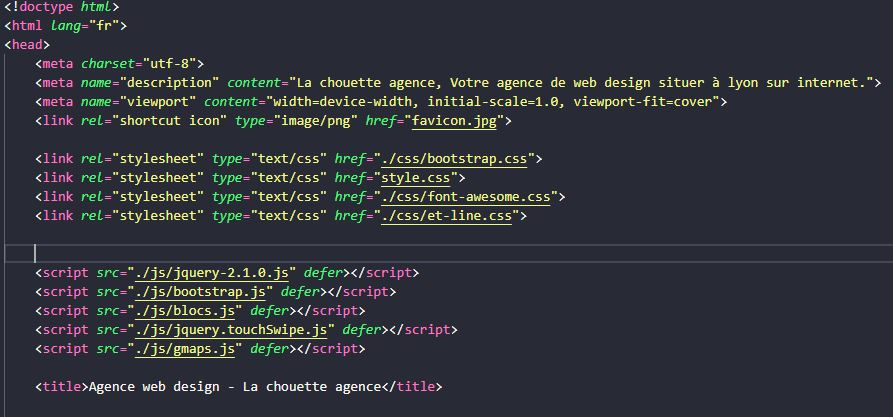 <!doctype html>
<html lang="fr">
<head>
    <meta charset="utf-8">
    <meta name="description" content="La chouette agence, Votre agence de web design situer à lyon sur internet.">
    <meta name="viewport" content="width=device-width, initial-scale=1.0, viewport-fit=cover">
    <link rel="shortcut icon" type="image/png" href="favicon.jpg">

    <link rel="stylesheet" type="text/css" href="./css/bootstrap.css">
    <link rel="stylesheet" type="text/css" href="style.css">
    <link rel="stylesheet" type="text/css" href="./css/font-awesome.css">
    <link rel="stylesheet" type="text/css" href="./css/et-line.css">

    <script src="./js/jquery-2.1.0.js" defer></script>
    <script src="./js/bootstrap.js" defer></script>
    <script src="./js/blocs.js" defer></script>
    <script src="./js/jquery.touchSwipe.js" defer></script>
    <script src="./js/gmaps.js" defer></script>

    <title>Agence web design - La chouette agence</title>